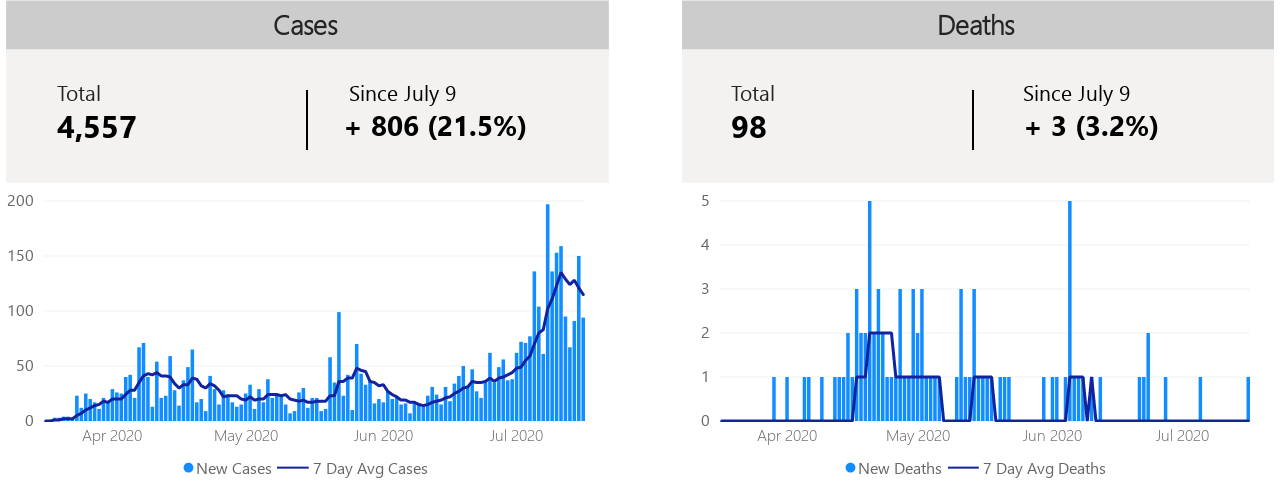 Cases
Total
Since July 9
4,557
+ 806 (21.5%)
200
150
100
50
0
Apr 2020
May 2020
Jun 2020
Jul 2020
New Cases
7 Day Avg Cases
Deaths
Total
Since July 9
98
+ 3 (3.2%)
5
4
3
2
1
0
Apr 2020
May 2020
Jun 2020
Jul 2020
New Deaths
7 Day Avg Deaths